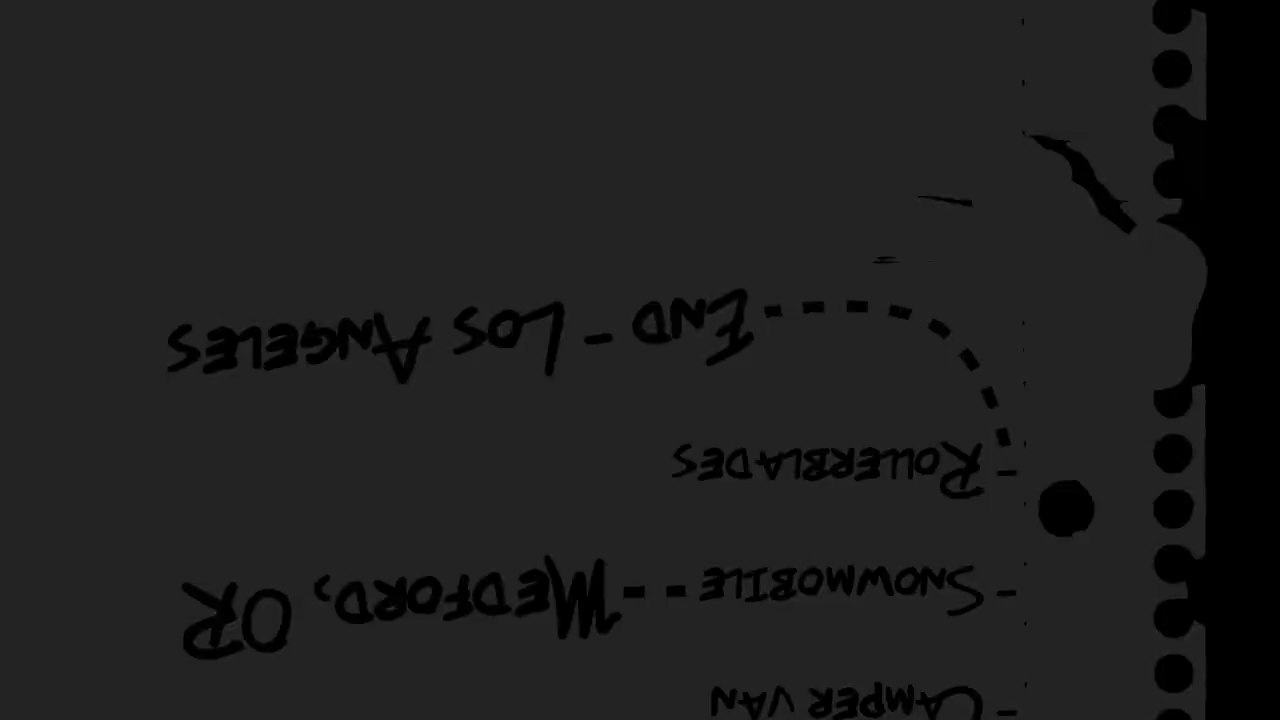 - Camper van
- Snowmobile -- Medford, OR
- Rollerblades
End - Los Angeles